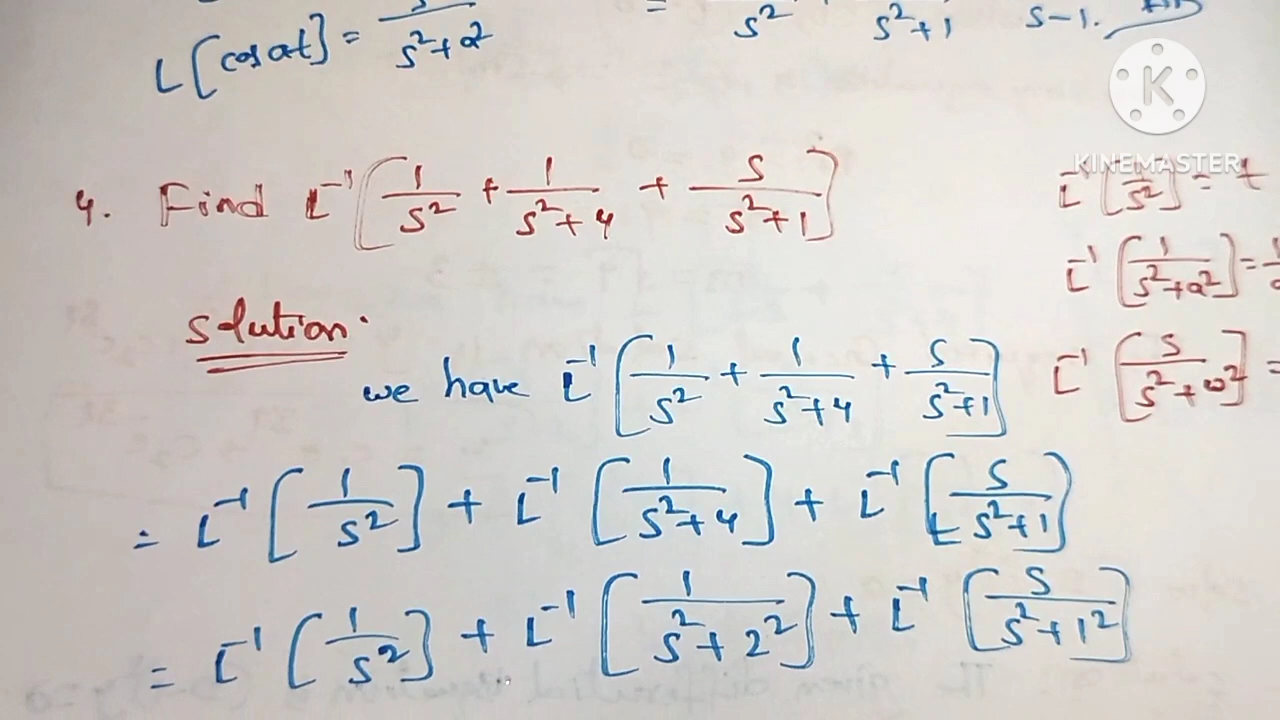 L[cos at] = s/(s²+a²)
= s² s²+1 s-1.
K
KINEMASTER
4. Find L⁻¹[1/s² + 1/(s²+4) + s/(s²+1)]
L⁻¹[1/s²] = t
L⁻¹[1/(s²+a²)] = 1/a
Solution.
we have L⁻¹[1/s² + 1/(s²+4) + s/(s²+1)]
L⁻¹[s/(s²+ω²)] =
= L⁻¹[1/s²] + L⁻¹[1/(s²+4)] + L⁻¹[s/(s²+1)]
= L⁻¹[1/s²] + L⁻¹[1/(s²+2²)] + L⁻¹[s/(s²+1²)]